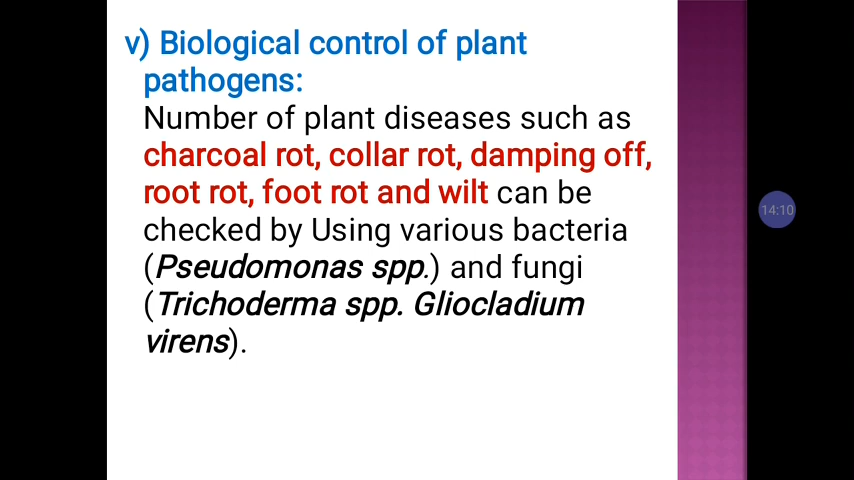 v) Biological control of plant
pathogens:
Number of plant diseases such as
charcoal rot, collar rot, damping off,
root rot, foot rot and wilt can be
checked by Using various bacteria
(Pseudomonas spp.) and fungi
(Trichoderma spp. Gliocladium
virens).
14:10